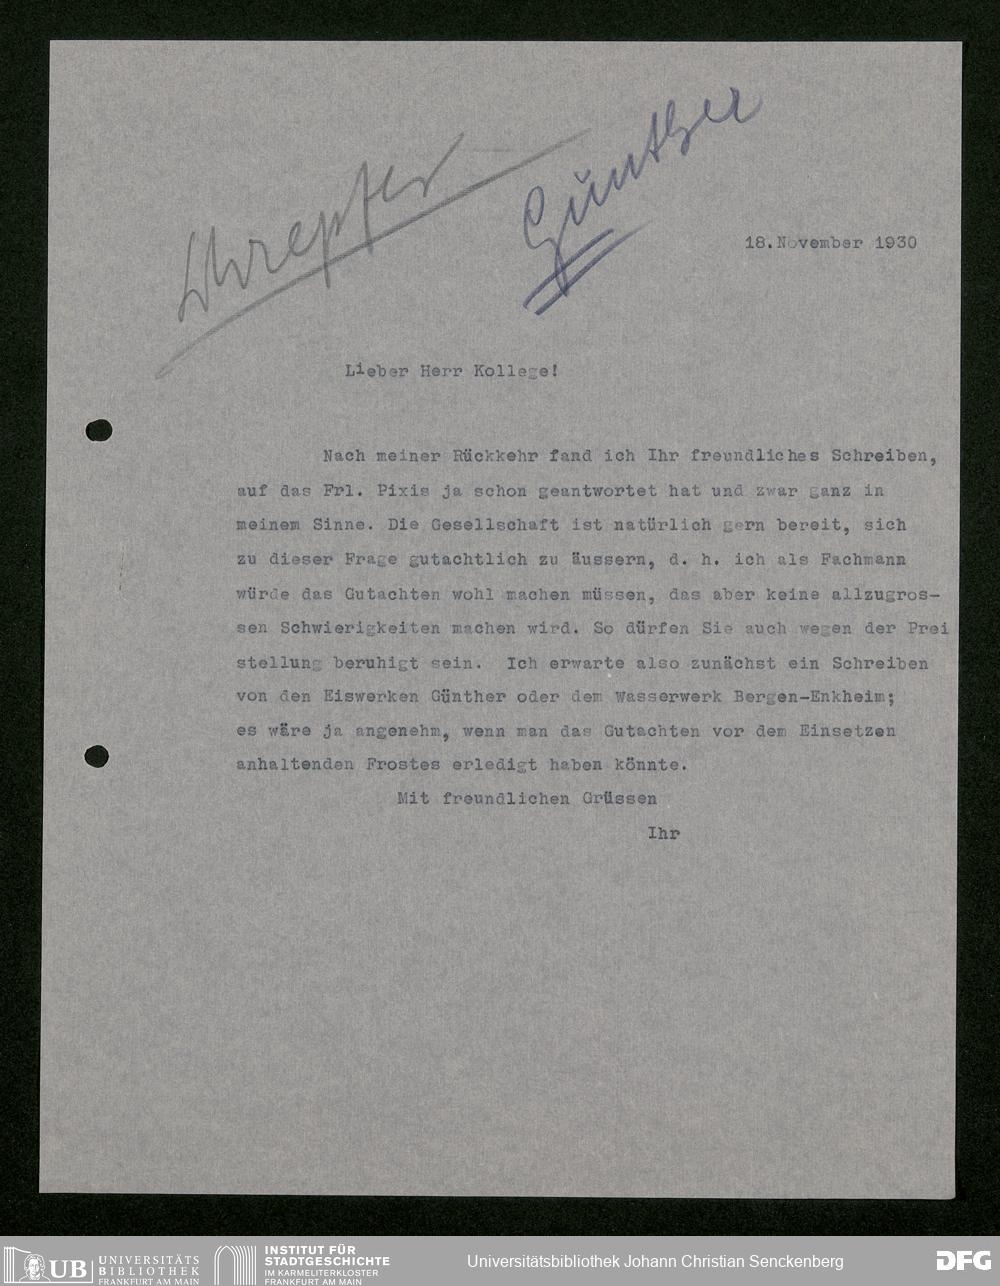 Günther
18.November 1930
Lieber Herr Kollege!
Nach meiner Rückkehr fand ich Ihr freundliches Schreiben,
auf das Frl. Pixis ja schon geantwortet hat und zwar ganz in
meinem Sinne. Die Gesellschaft ist natürlich gern bereit, sich
zu dieser Frage gutachtlich zu äussern, d. h. ich als Fachmann
würde das Gutachten wohl machen müssen, das aber keine allzugros-
sen Schwierigkeiten machen wird. So dürfen Sie auch wegen der Prei
stellung beruhigt sein. Ich erwarte also zunächst ein Schreiben
von den Eiswerken Günther oder dem Wasserwerk Bergen-Enkheim;
es wäre ja angenehm, wenn man das Gutachten vor dem Einsetzen
anhaltenden Frostes erledigt haben könnte.
Mit freundlichen Grüssen
Ihr
UB UNIVERSITÄTS
BIBLIOTHEK
FRANKFURT AM MAIN
INSTITUT FÜR
STADTGESCHICHTE
IM KARMELITERKLOSTER
FRANKFURT AM MAIN
Universitätsbibliothek Johann Christian Senckenberg
DFG